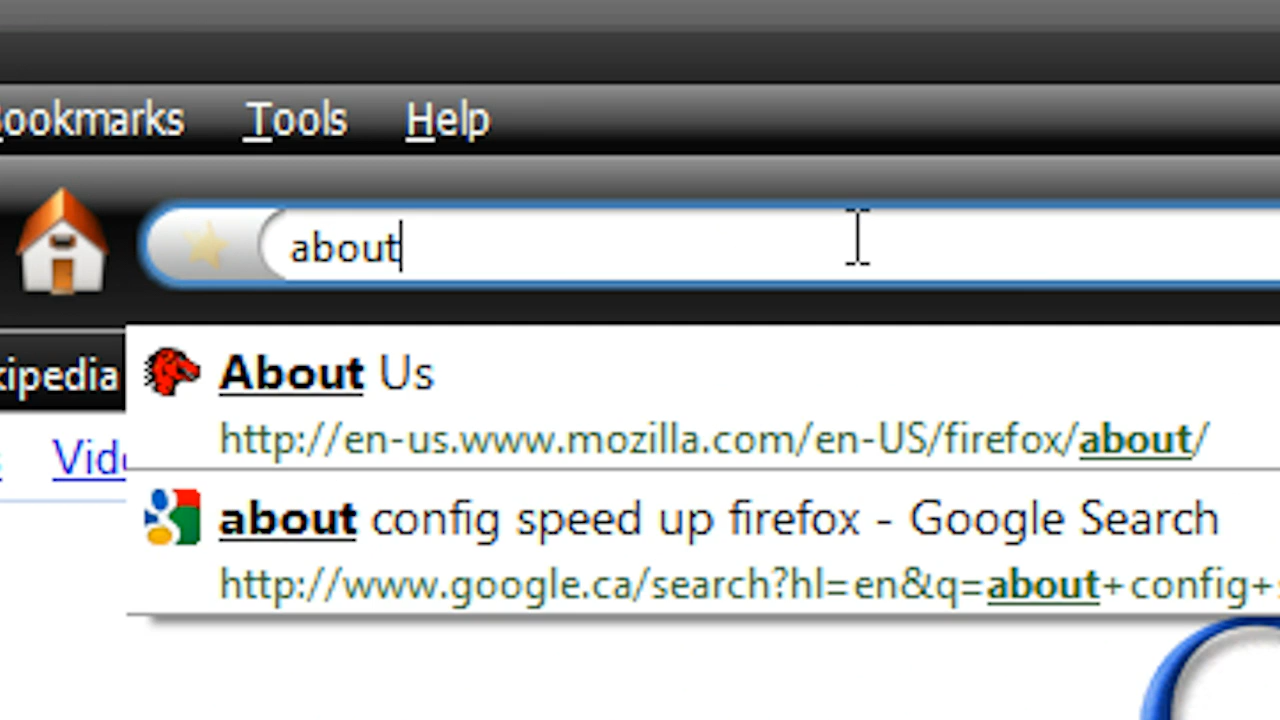 ookmarks Tools Help
about
About Us
kipedia
http://en-us.www.mozilla.com/en-US/firefox/about/
Vid
about config speed up firefox - Google Search
http://www.google.ca/search?hl=en&q=about+config+